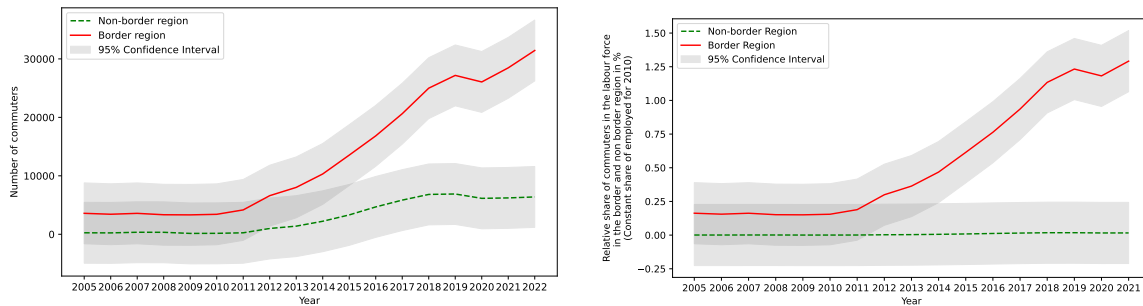 Non-border region
Border region
95% Confidence Interval
Number of commuters
30000
20000
10000
0
2005 2006 2007 2008 2009 2010 2011 2012 2013 2014 2015 2016 2017 2018 2019 2020 2021 2022
Year
Non-border Region
Border Region
95% Confidence Interval
Relative share of commuters in the labour force
in the border and non border region in %
(Constant share of employed for 2010)
1.50
1.25
1.00
0.75
0.50
0.25
0.00
−0.25
2005 2006 2007 2008 2009 2010 2011 2012 2013 2014 2015 2016 2017 2018 2019 2020 2021
Year